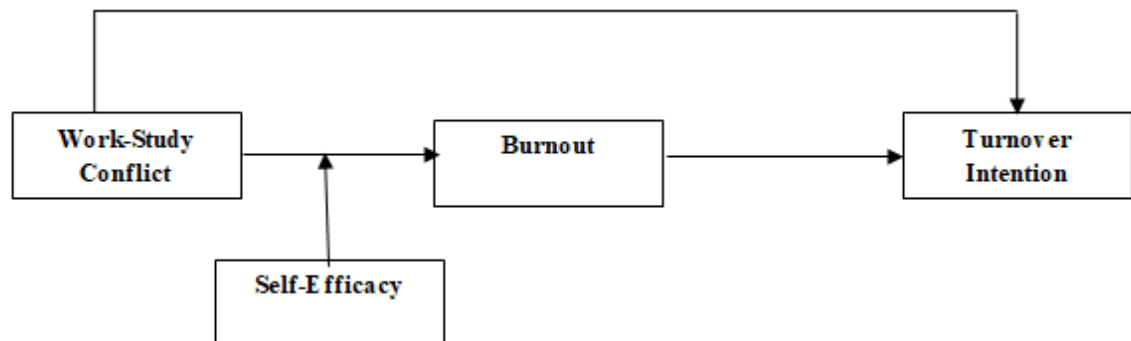 Work-Study
Conflict
Burnout
Turnover
Intention
Self-Efficacy